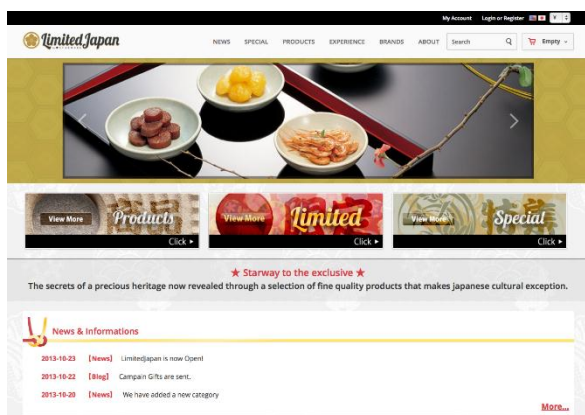 My Account Login or Register ¥
Limited Japan
NEWS SPECIAL PRODUCTS EXPERIENCE BRANDS ABOUT Search Empty
View More Products
Click
View More Limited
Click
View More Special
Click
★ Starway to the exclusive ★
The secrets of a precious heritage now revealed through a selection of fine quality products that makes japanese cultural exception.
News & Informations
2013-10-23 [News] LimitedJapan is now Open!
2013-10-22 [Blog] Campain Gifts are sent.
2013-10-20 [News] We have added a new category
More...